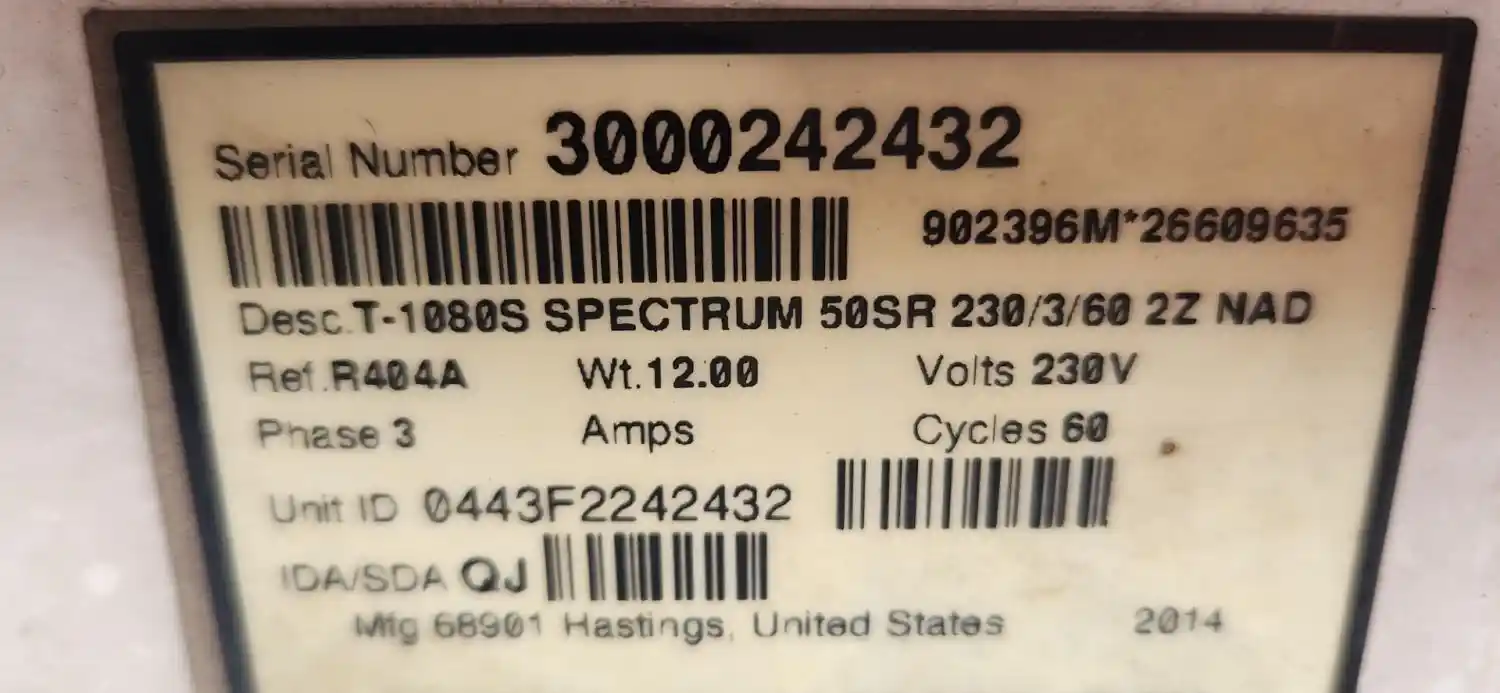 Serial Number 3000242432
902396M*26609635
Desc.T-1080S SPECTRUM 50SR 230/3/60 2Z NAD
Ref.R404A Wt.12.00 Volts 230V
Phase 3 Amps Cycles 60
Unit ID 0443F2242432
IDA/SDA QJ
Mfg 68901 Hastings, United States 2014